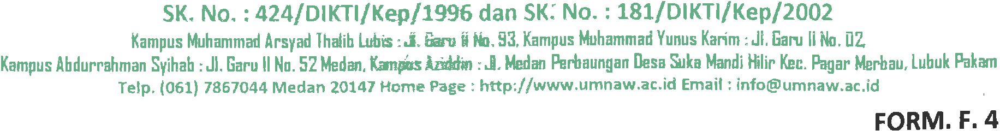 SK. No. : 424/DIKTI/Kep/1996 dan SK. No. : 181/DIKTI/Kep/2002
Kampus Muhammad Arsyad Thalib Lubis : Jl. Garu II No. 93, Kampus Muhammad Yunus Karim : Jl. Garu II No. 02,
Kampus Abdurrahman Syihab : Jl. Garu II No. 52 Medan, Kampus Aziddin : Jl. Medan Perbaungan Desa Suka Mandi Hilir Kec. Pagar Merbau, Lubuk Pakam
Telp. (061) 7867044 Medan 20147 Home Page : http://www.umnaw.ac.id Email : info@umnaw.ac.id
FORM. F. 4